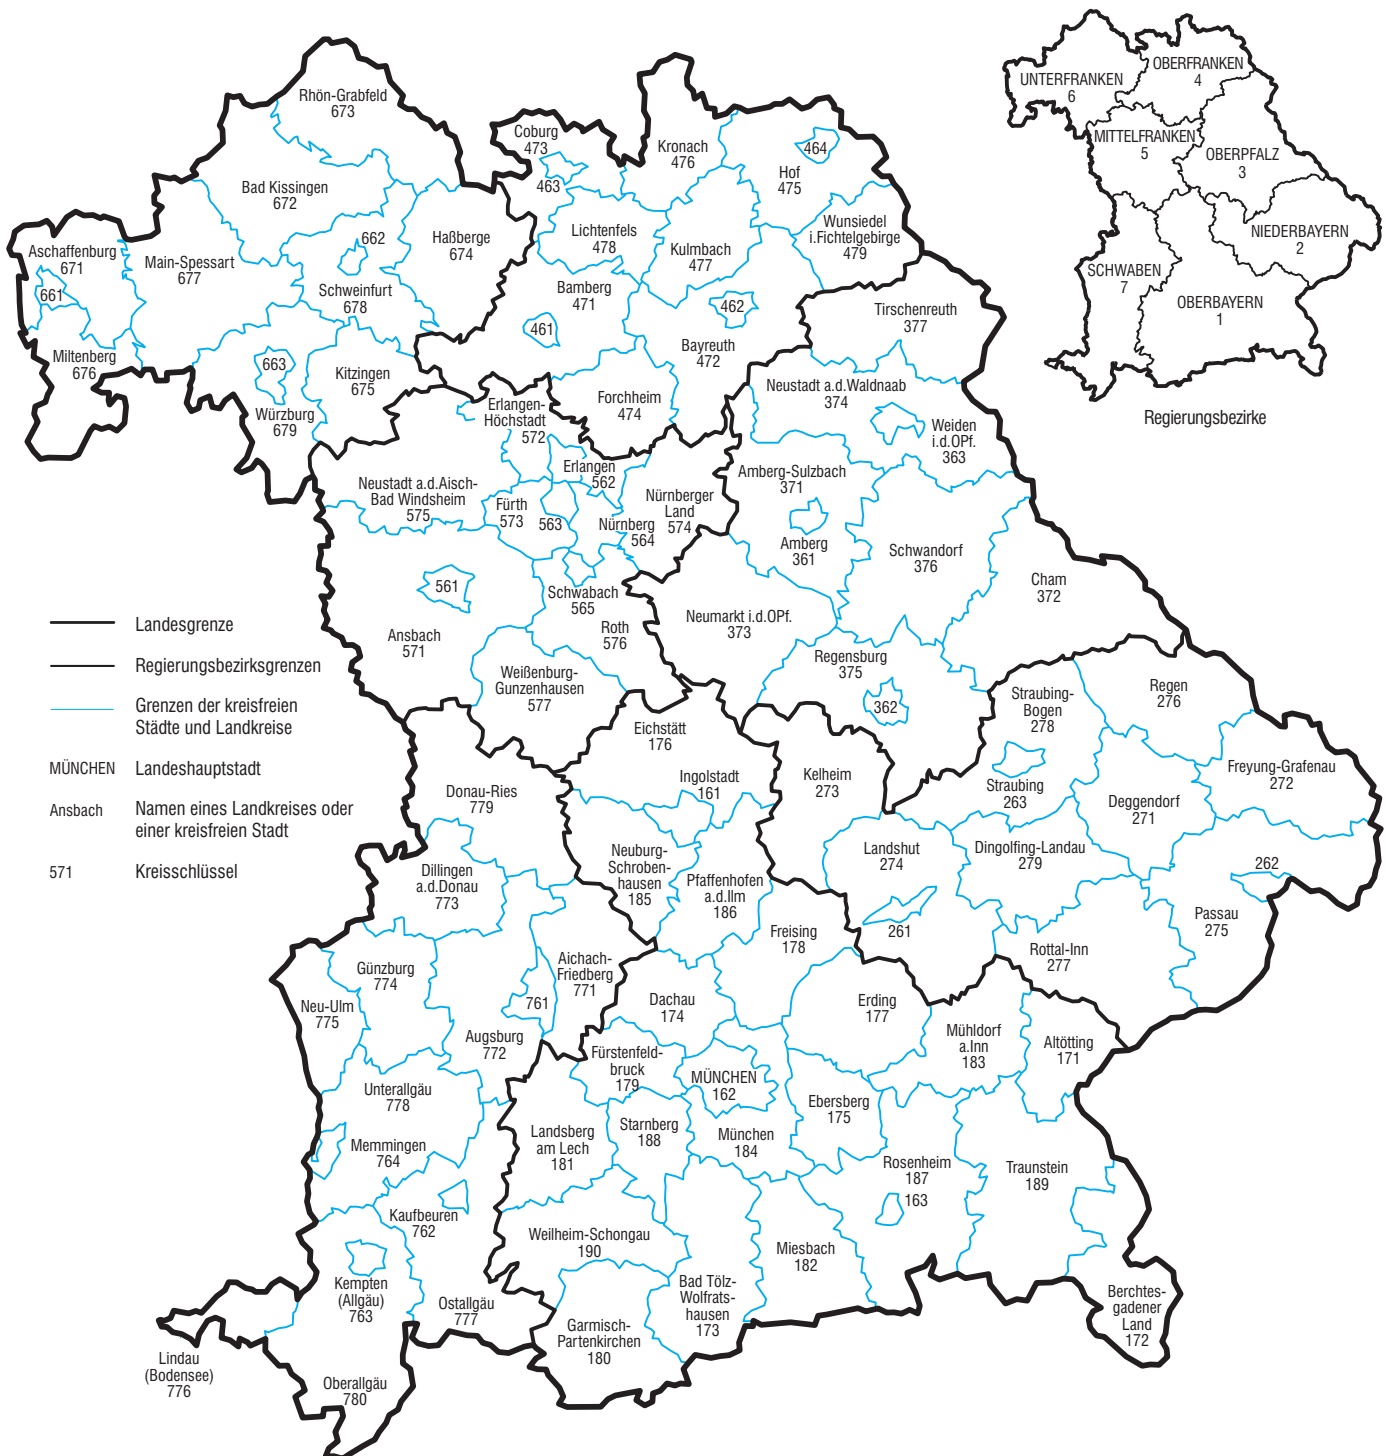 Rhön-Grabfeld
673
Coburg
473
463
Kronach
476
464
Hof
475
Bad Kissingen
672
Haßberge
674
662
Lichtenfels
478
Kulmbach
477
Wunsiedel
i.Fichtelgebirge
479
Aschaffenburg
671
661
Main-Spessart
677
Schweinfurt
678
Bamberg
471
461
462
Bayreuth
472
Tirschenreuth
377
Miltenberg
676
663
Würzburg
679
Kitzingen
675
Forchheim
474
Neustadt a.d.Waldnaab
374
Weiden
i.d.OPf.
363
Erlangen-
Höchstadt
572
Erlangen
562
Neustadt a.d.Aisch-
Bad Windsheim
575
Fürth
573
563
Nürnberg
564
Nürnberger
Land
574
Amberg-Sulzbach
371
Amberg
361
Schwandorf
376
Cham
372
561
Ansbach
571
Schwabach
565
Roth
576
Neumarkt i.d.OPf.
373
Regensburg
375
362
Weißenburg-
Gunzenhausen
577
Straubing-
Bogen
278
Straubing
263
Regen
276
Freyung-Grafenau
272
Deggendorf
271
Eichstätt
176
Ingolstadt
161
Kelheim
273
Donau-Ries
779
Dillingen
a.d.Donau
773
Neuburg-
Schroben-
hausen
185
Pfaffenhofen
a.d.Ilm
186
Landshut
274
261
Dingolfing-Landau
279
262
Passau
275
Rottal-Inn
277
Freising
178
Günzburg
774
Neu-Ulm
775
Aichach-
Friedberg
771
761
Augsburg
772
Dachau
174
Erding
177
Mühldorf
a.Inn
183
Altötting
171
Fürstenfeld-
bruck
179
MÜNCHEN
162
Ebersberg
175
Unterallgäu
778
Memmingen
764
Landsberg
am Lech
181
Starnberg
188
München
184
Rosenheim
187
163
Traunstein
189
Kaufbeuren
762
Weilheim-Schongau
190
Miesbach
182
Kempten
(Allgäu)
763
Ostallgäu
777
Bad Tölz-
Wolfrats-
hausen
173
Garmisch-
Partenkirchen
180
Berchtes-
gadener
Land
172
Lindau
(Bodensee)
776
Oberallgäu
780
UNTERFRANKEN
6
OBERFRANKEN
4
MITTELFRANKEN
5
OBERPFALZ
3
NIEDERBAYERN
2
SCHWABEN
7
OBERBAYERN
1
Regierungsbezirke
Landesgrenze
Regierungsbezirksgrenzen
Grenzen der kreisfreien
Städte und Landkreise
MÜNCHEN Landeshauptstadt
Ansbach Namen eines Landkreises oder
einer kreisfreien Stadt
571 Kreisschlüssel